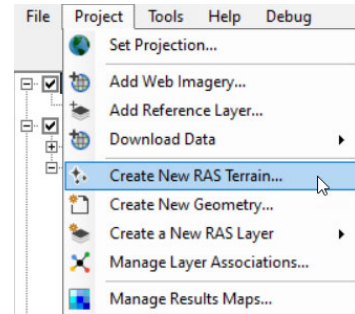 File Project Tools Help Debug
Set Projection...
Add Web Imagery...
Add Reference Layer...
Download Data
Create New RAS Terrain...
Create New Geometry...
Create a New RAS Layer
Manage Layer Associations...
Manage Results Maps...